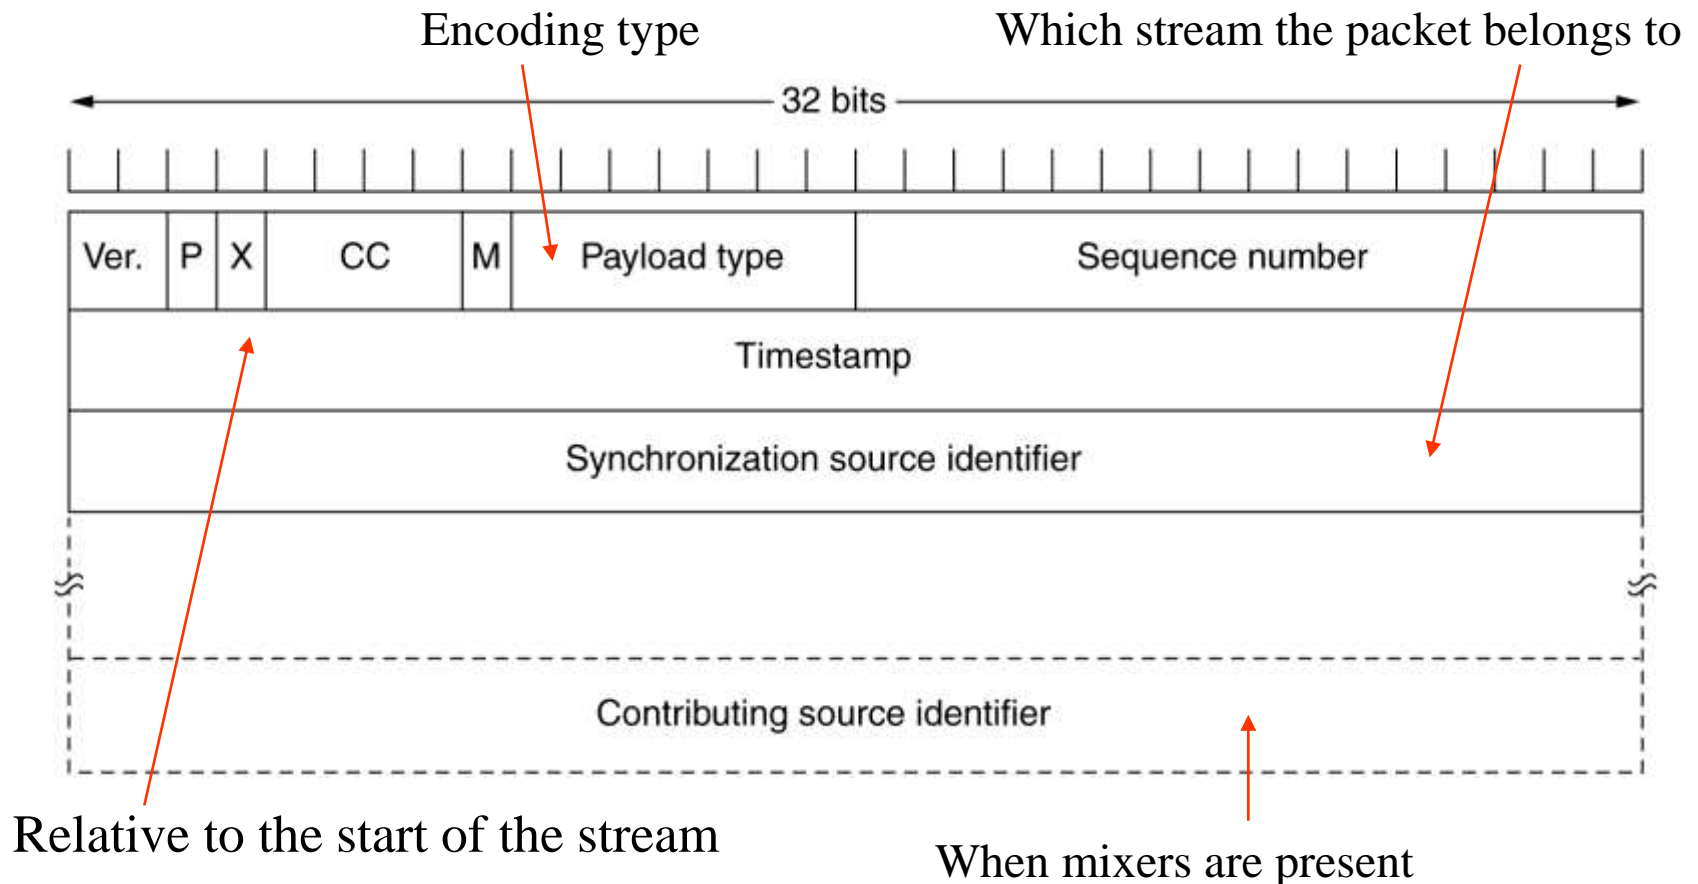 Encoding type
Which stream the packet belongs to
32 bits
Ver. P X CC M Payload type Sequence number
Timestamp
Synchronization source identifier
Contributing source identifier
Relative to the start of the stream
When mixers are present